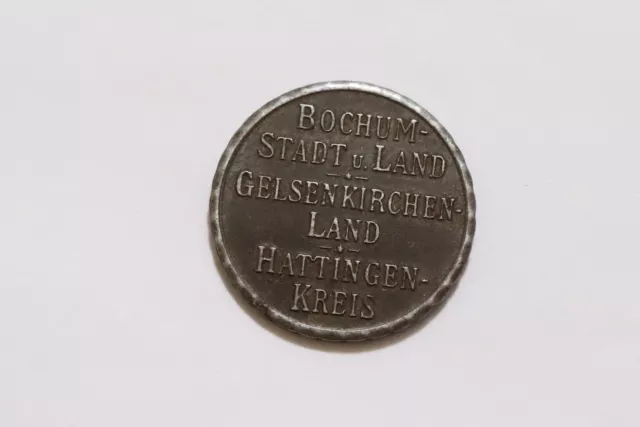 BOCHUM-
STADT u. LAND
GELSENKIRCHEN-
LAND
HATTINGEN-
KREIS